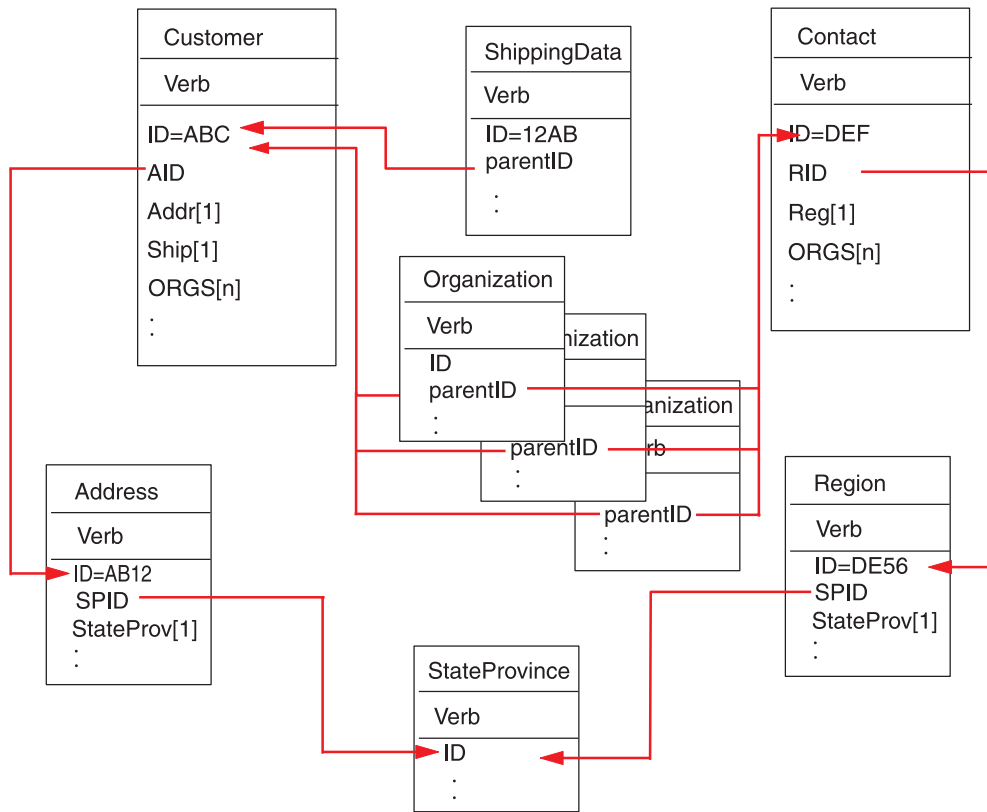 Customer
Verb
ID=ABC
AID
Addr[1]
Ship[1]
ORGS[n]
ShippingData
Verb
ID=12AB
parentID
Contact
Verb
ID=DEF
RID
Reg[1]
ORGS[n]
Organization
Verb
ID
parentID
nization
parentID
anization
rb
parentID
Address
Verb
ID=AB12
SPID
StateProv[1]
Region
Verb
ID=DE56
SPID
StateProv[1]
StateProvince
Verb
ID